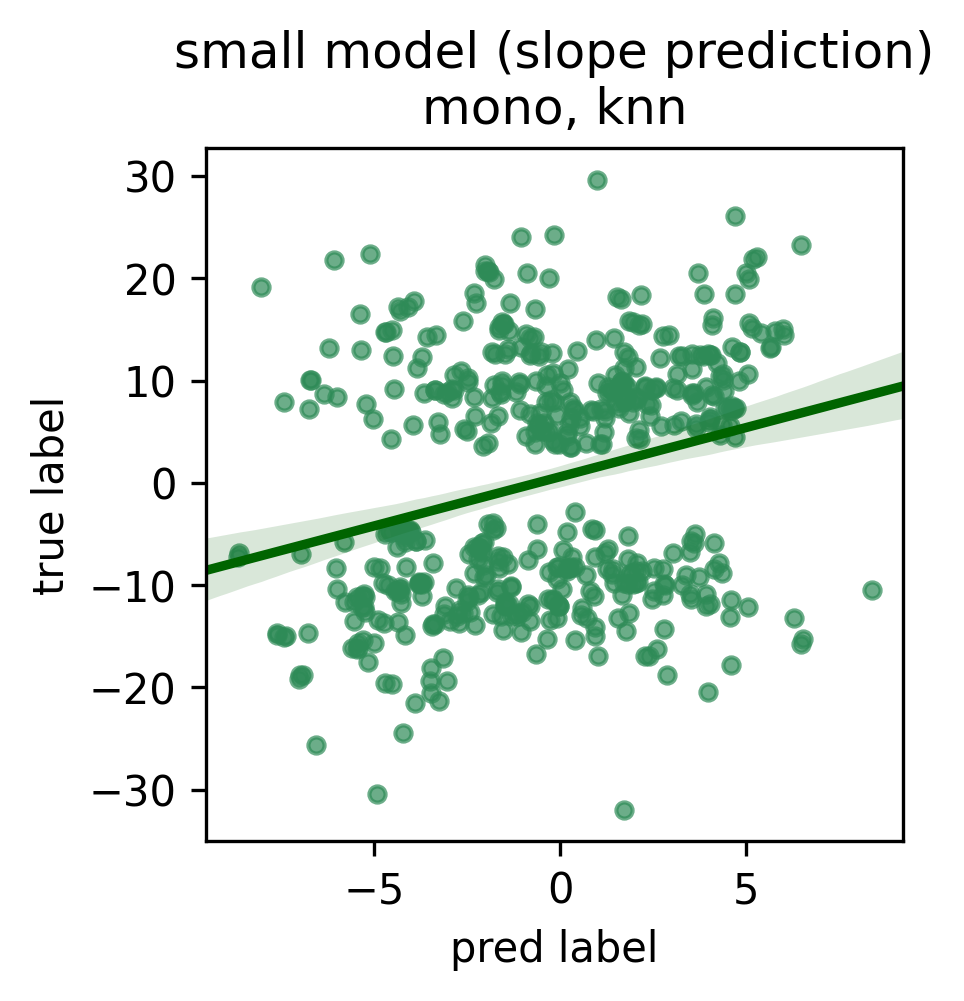 small model (slope prediction)
mono, knn
30
20
10
0
−10
−20
−30
true label
−5
0
5
pred label